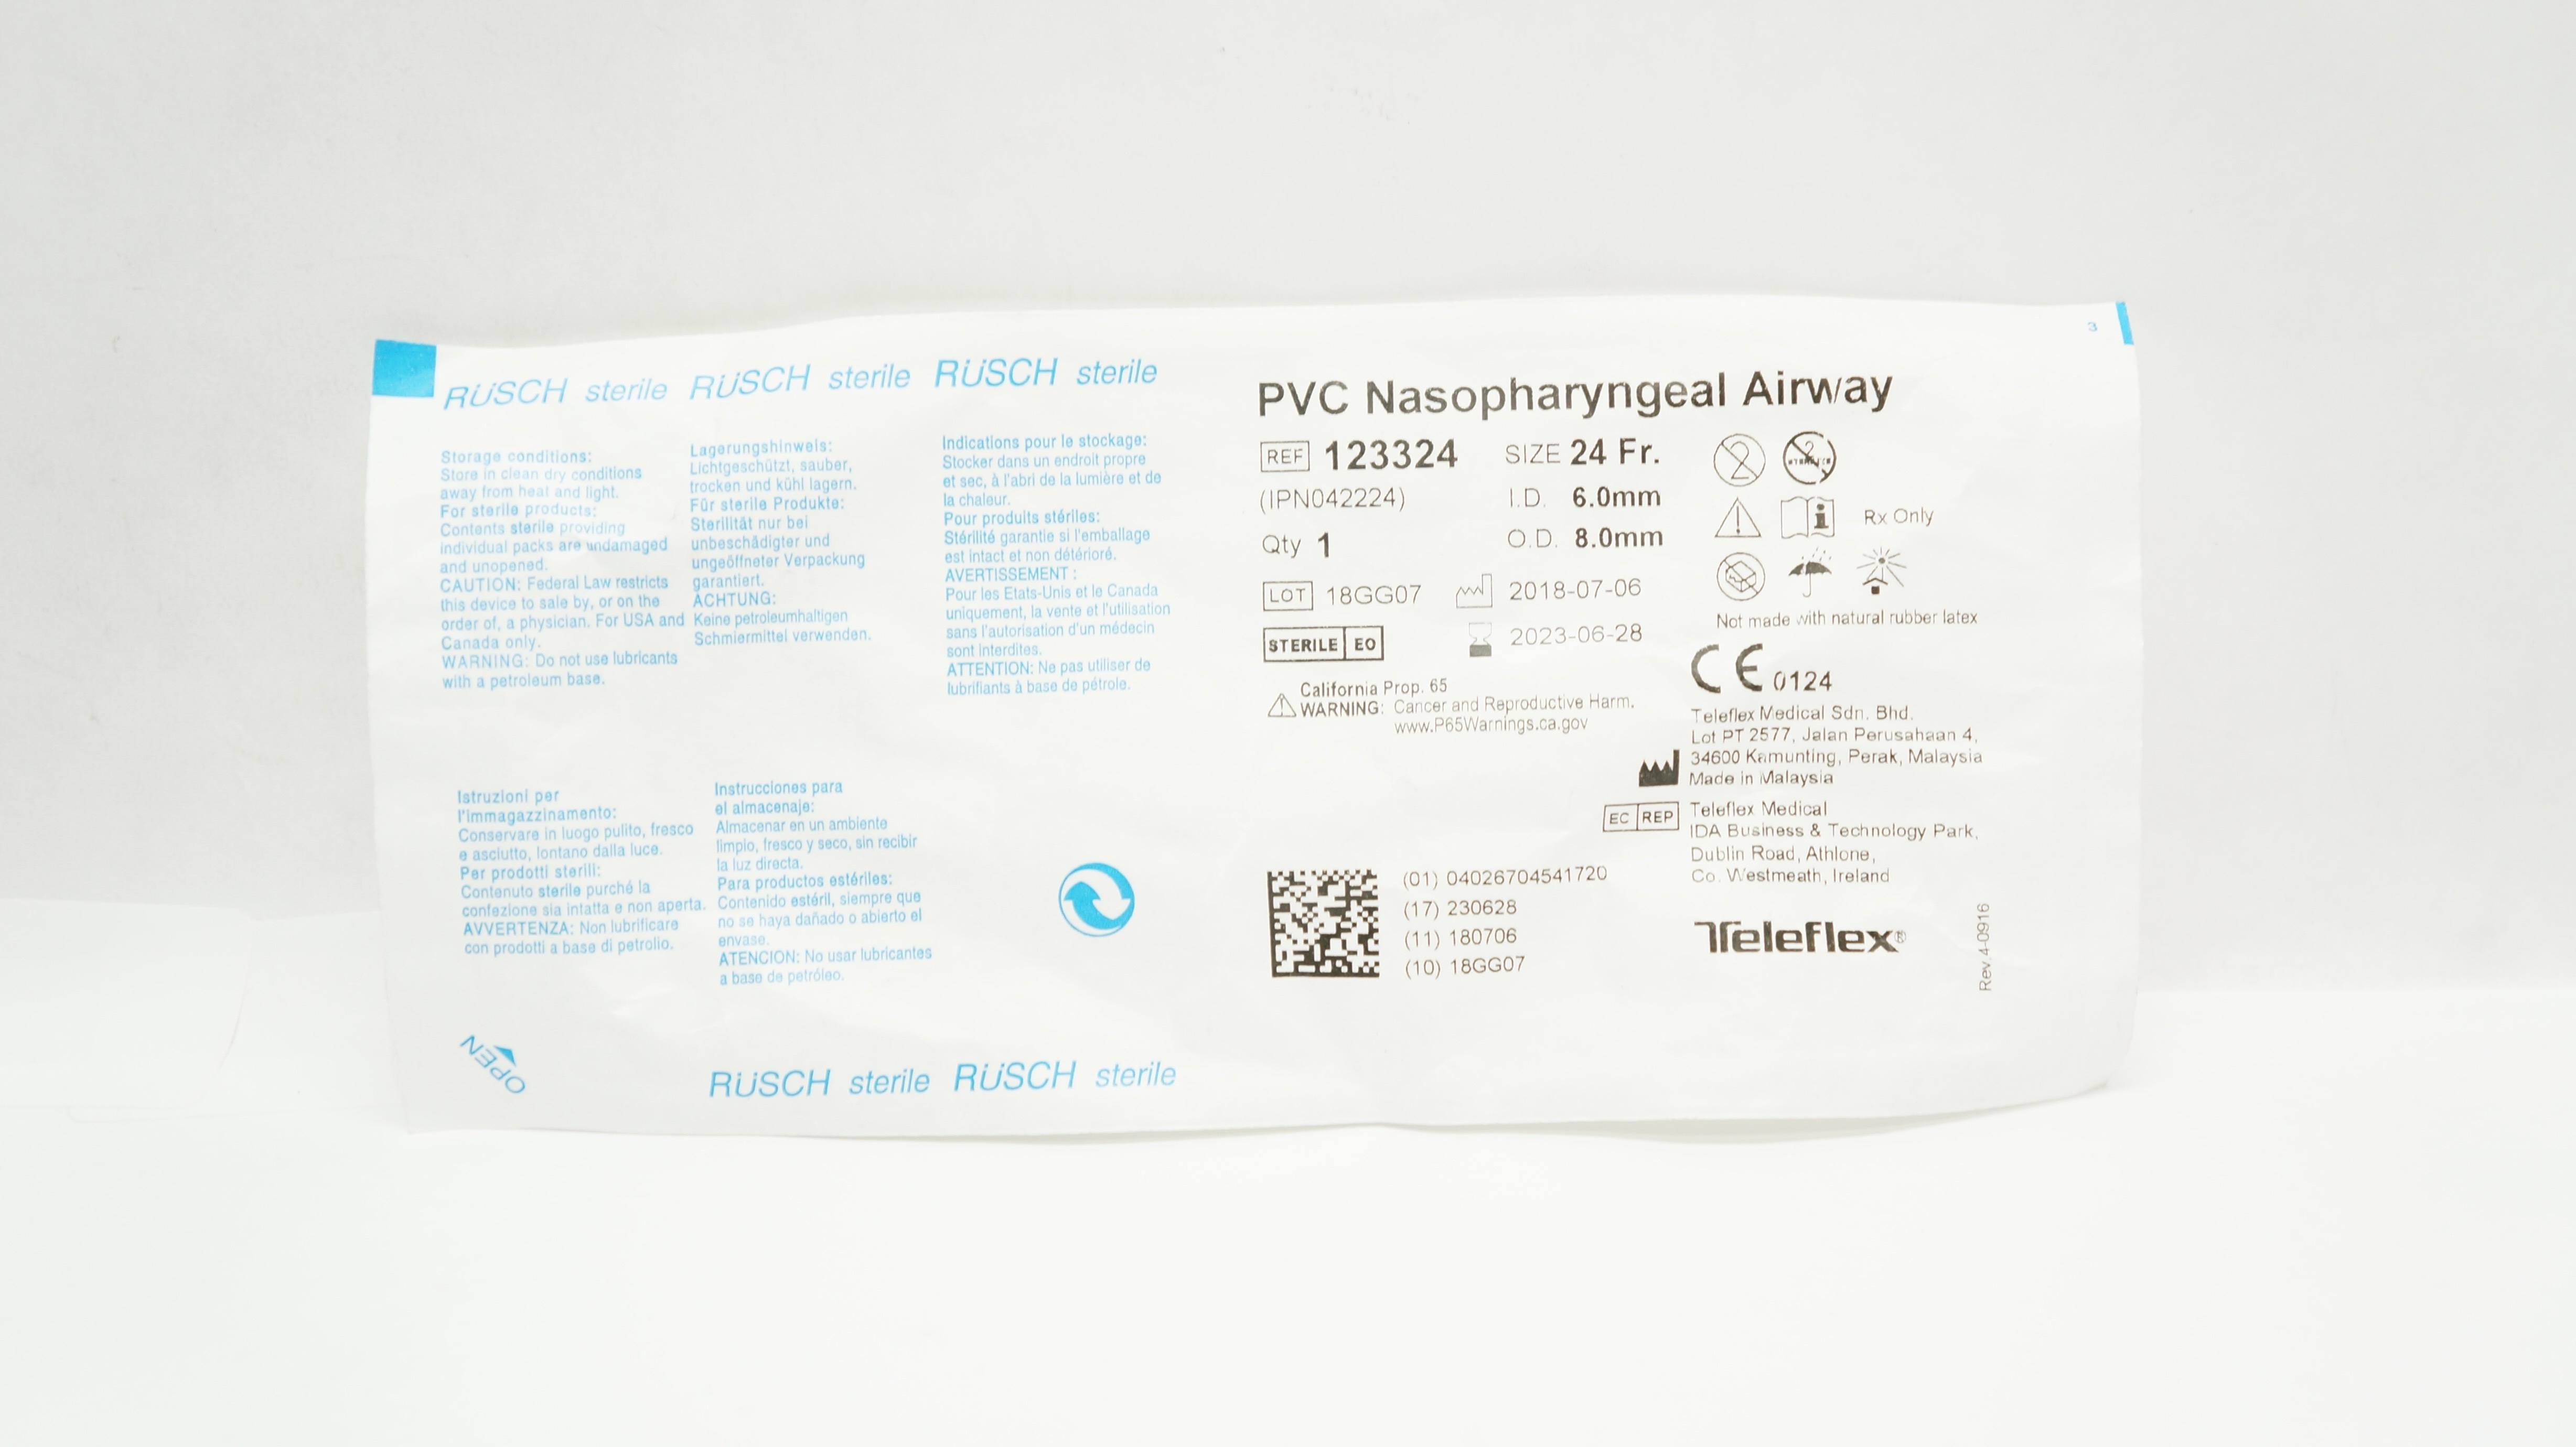 RÜSCH sterile RÜSCH sterile RÜSCH sterile
Storage conditions:
Store in clean dry conditions
away from heat and light.
For sterile products:
Contents sterile providing
individual packs are undamaged
and unopened.
CAUTION: Federal Law restricts
this device to sale by, or on the
order of, a physician. For USA and
Canada only.
WARNING: Do not use lubricants
with a petroleum base.
Lagerungshinweis:
Lichtgeschützt, sauber,
trocken und kühl lagern.
Für sterile Produkte:
Sterilität nur bei
unbeschädigter und
ungeöffneter Verpackung
garantiert.
ACHTUNG:
Keine petroleumhaltigen
Schmiermittel verwenden.
Indications pour le stockage:
Stocker dans un endroit propre
et sec, à l'abri de la lumière et de
la chaleur.
Pour produits stériles:
Stérilité garantie si l'emballage
est intact et non détérioré.
AVERTISSEMENT :
Pour les Etats-Unis et le Canada
uniquement, la vente et l'utilisation
sans l'autorisation d'un médecin
sont interdites.
ATTENTION: Ne pas utiliser de
lubrifiants à base de pétrole.
Istruzioni per
l'immagazzinamento:
Conservare in luogo pulito, fresco
e asciutto, lontano dalla luce.
Per prodotti sterili:
Contenuto sterile purché la
confezione sia intatta e non aperta.
AVVERTENZA: Non lubrificare
con prodotti a base di petrolio.
Instrucciones para
el almacenaje:
Almacenar en un ambiente
limpio, fresco y seco, sin recibir
la luz directa.
Para productos estériles:
Contenido estéril, siempre que
no se haya dañado o abierto el
envase.
ATENCION: No usar lubricantes
a base de petróleo.
OPEN
RÜSCH sterile RÜSCH sterile
3
PVC Nasopharyngeal Airway
REF 123324 SIZE 24 Fr.
(IPN042224) I.D. 6.0mm
Qty 1 O.D. 8.0mm
LOT 18GG07 2018-07-06
STERILE EO 2023-06-28
California Prop. 65
WARNING: Cancer and Reproductive Harm.
www.P65Warnings.ca.gov
2 2
Rx Only
Not made with natural rubber latex
CE 0124
Teleflex Medical Sdn. Bhd.
Lot PT 2577, Jalan Perusahaan 4,
34600 Kamunting, Perak, Malaysia
Made in Malaysia
EC REP Teleflex Medical
IDA Business & Technology Park,
Dublin Road, Athlone,
Co. Westmeath, Ireland
(01) 04026704541720
(17) 230628
(11) 180706
(10) 18GG07
Teleflex®
Rev 4-0916